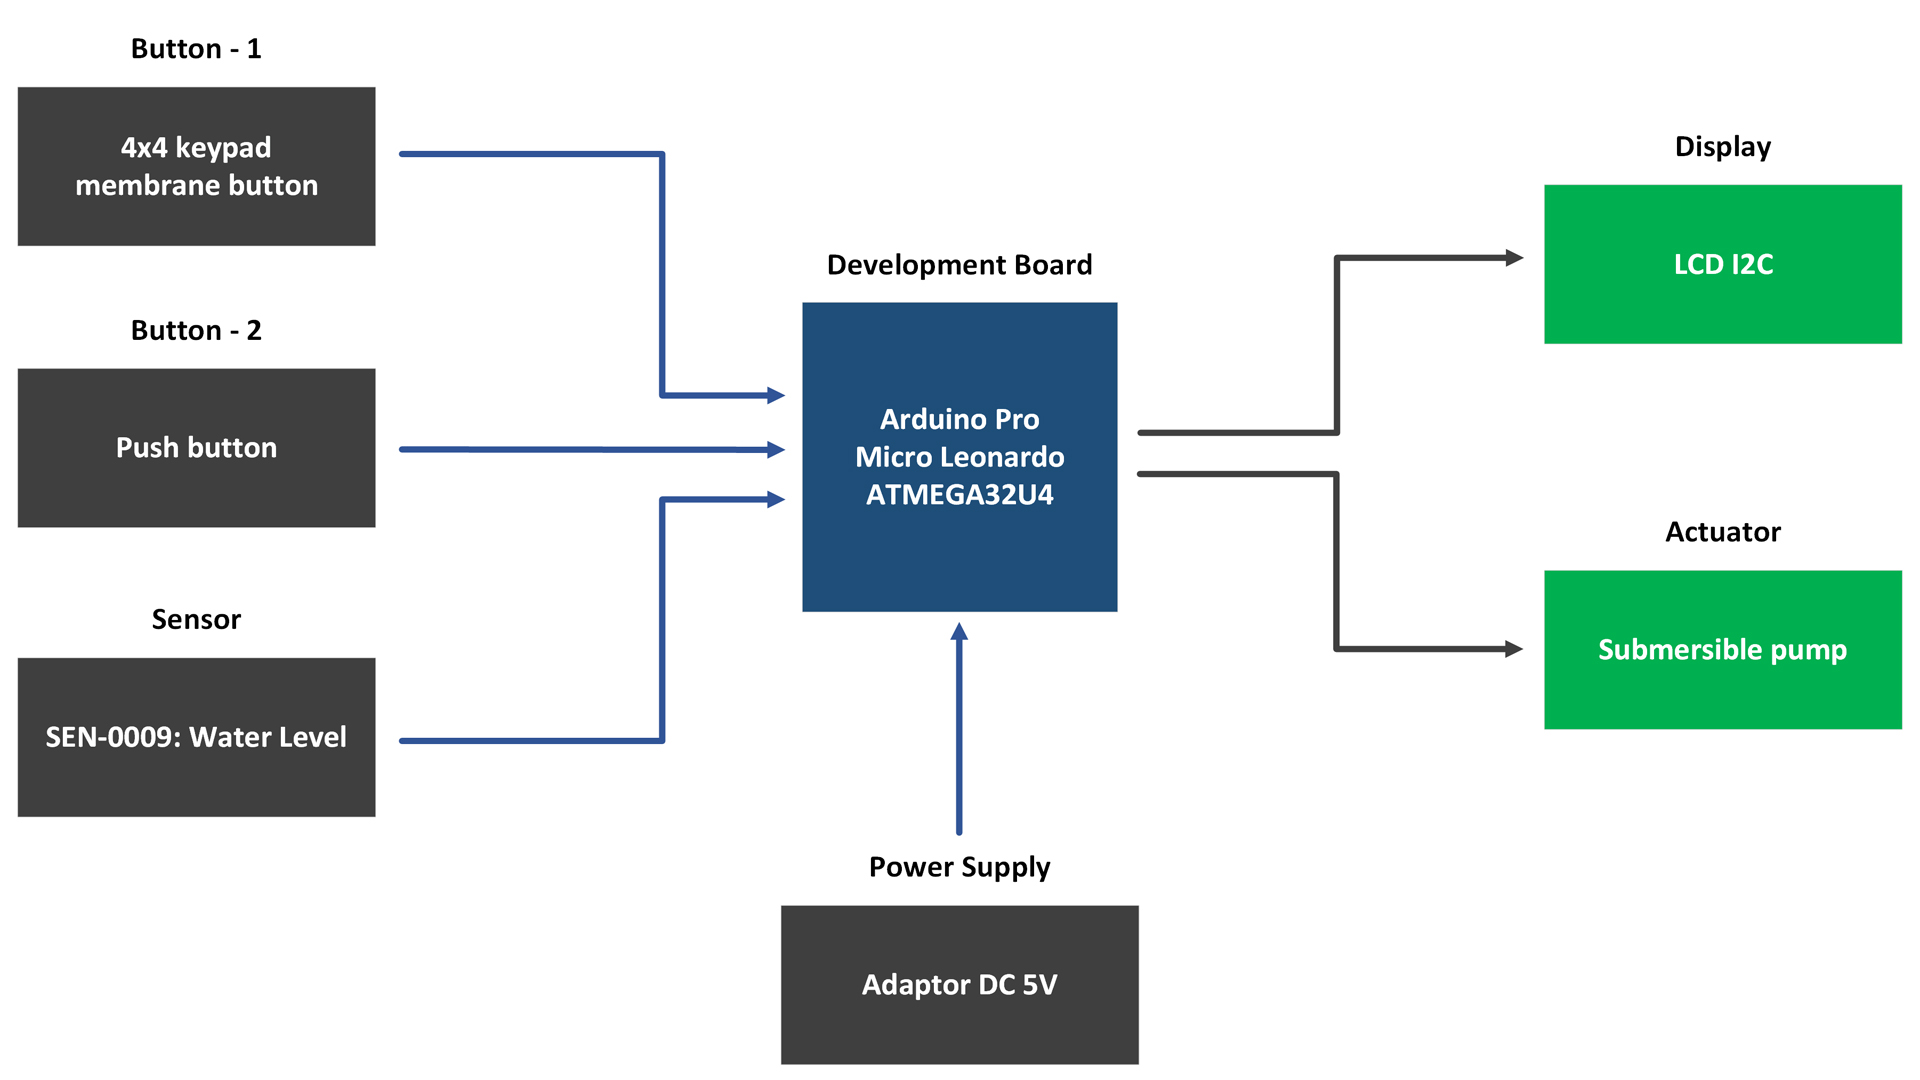 Button - 1
4x4 keypad
membrane button
Button - 2
Push button
Sensor
SEN-0009: Water Level
Development Board
Arduino Pro
Micro Leonardo
ATMEGA32U4
Power Supply
Adaptor DC 5V
Display
LCD I2C
Actuator
Submersible pump